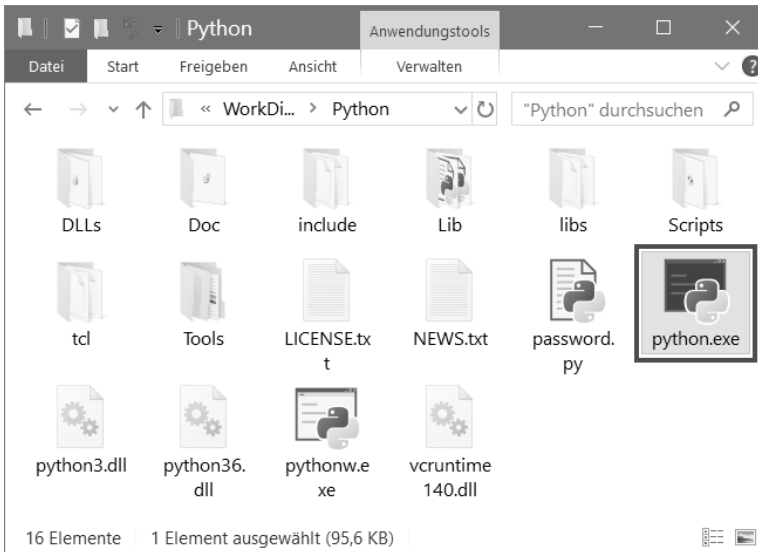 Python
Anwendungstools
Datei Start Freigeben Ansicht Verwalten ?
« WorkDi... > Python "Python" durchsuchen
DLLs Doc include Lib libs Scripts
tcl Tools LICENSE.tx
t NEWS.txt password.
py python.exe
python3.dll python36.
dll pythonw.e
xe vcruntime
140.dll
16 Elemente 1 Element ausgewählt (95,6 KB)